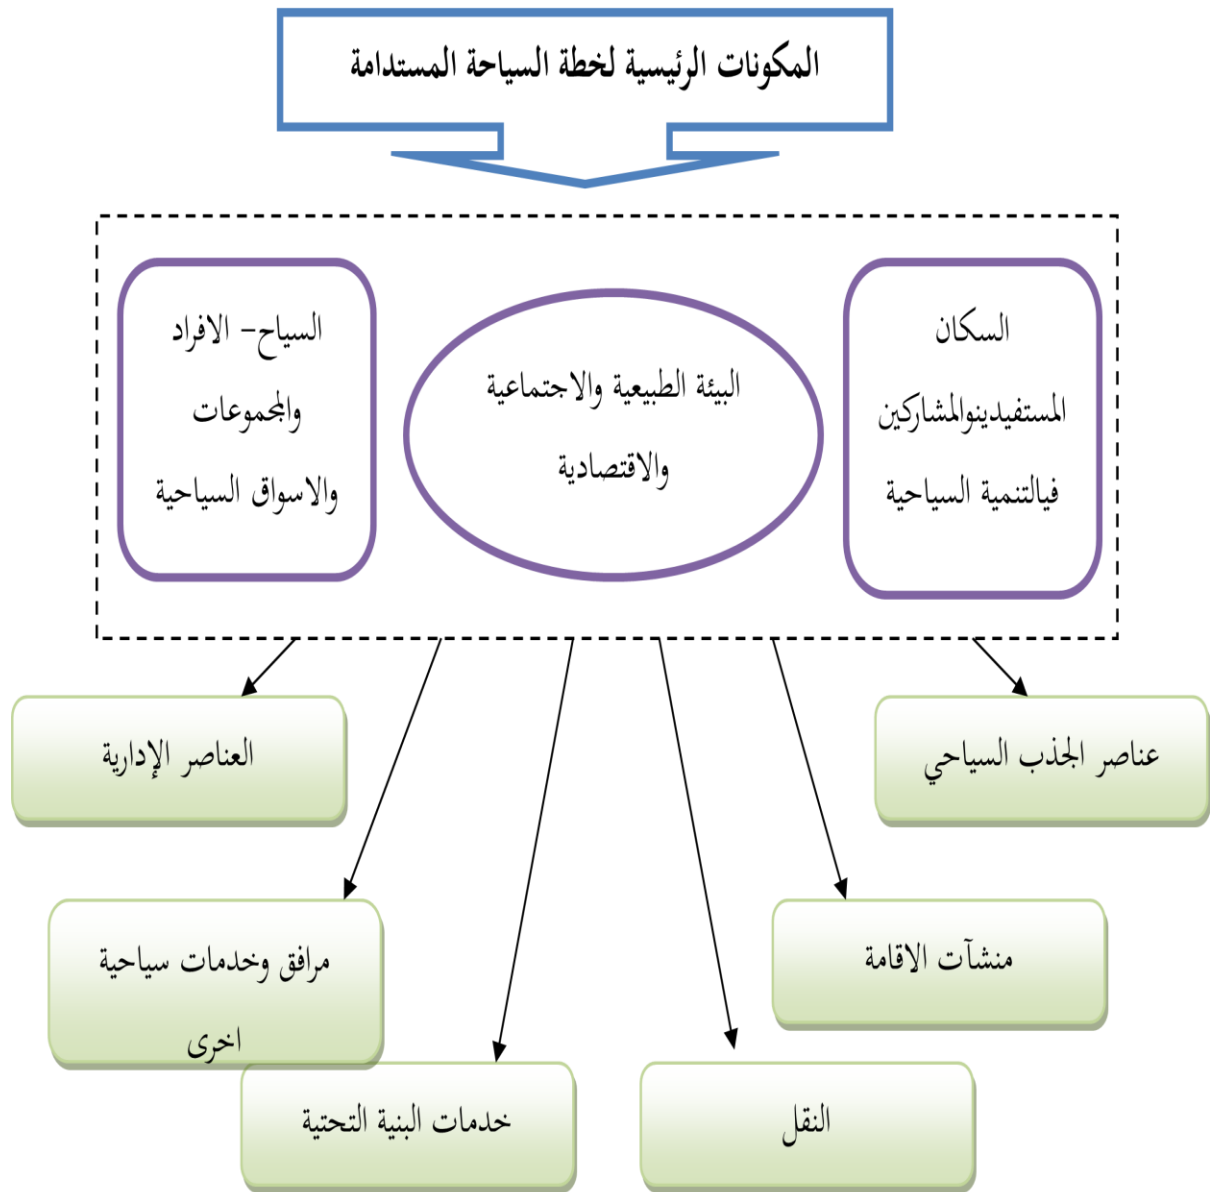 المكونات الرئيسية لخطة السياحة المستدامة
السكان
المستفيدينوالمشاركين
فيالتنمية السياحية
البيئة الطبيعية والاجتماعية
والاقتصادية
السياح- الافراد
والمجموعات
والاسواق السياحية
عناصر الجذب السياحي
العناصر الإدارية
منشآت الاقامة
مرافق وخدمات سياحية
اخرى
النقل
خدمات البنية التحتية